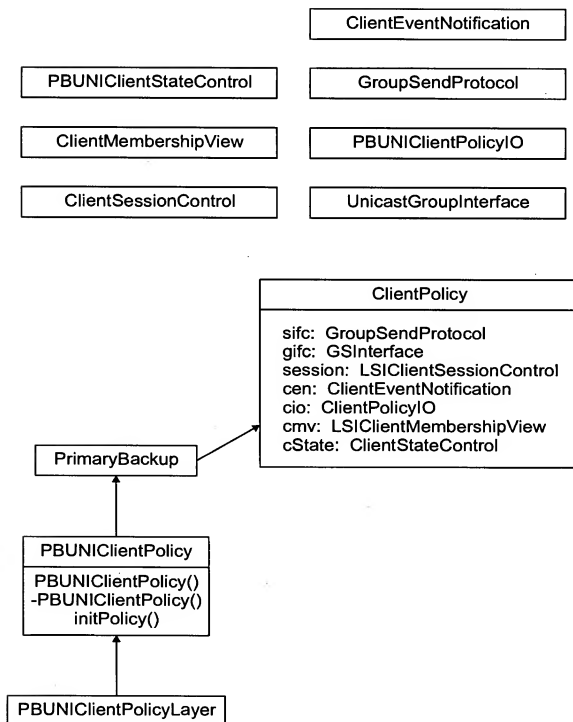 ClientEventNotification
PBUNIClientStateControl
GroupSendProtocol
ClientMembershipView
PBUNIClientPolicyIO
ClientSessionControl
UnicastGroupInterface
ClientPolicy
sifc: GroupSendProtocol
gifc: GSInterface
session: LSIClientSessionControl
cen: ClientEventNotification
cio: ClientPolicyIO
cmv: LSIClientMembershipView
cState: ClientStateControl
PrimaryBackup
PBUNIClientPolicy
PBUNIClientPolicy()
-PBUNIClientPolicy()
initPolicy()
PBUNIClientPolicyLayer